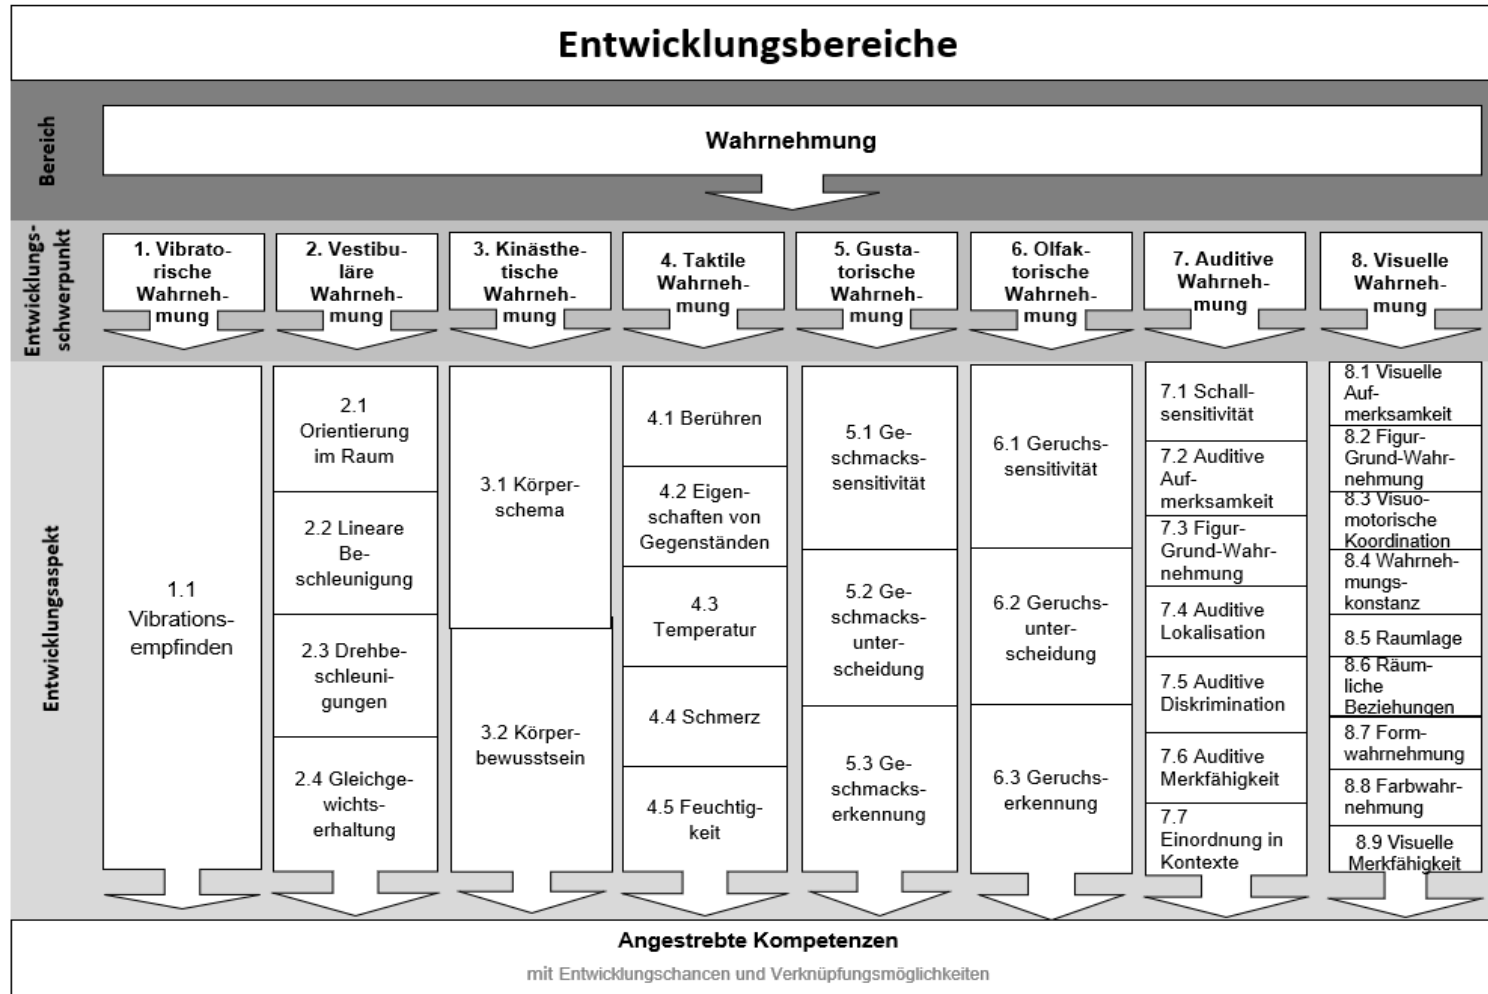 Entwicklungsbereiche
Bereich
Wahrnehmung
Entwicklungs-
schwerpunkt
1. Vibrato-
rische
Wahrneh-
mung
2. Vestibu-
läre
Wahrneh-
mung
3. Kinästhe-
tische
Wahrneh-
mung
4. Taktile
Wahrneh-
mung
5. Gusta-
torische
Wahrneh-
mung
6. Olfak-
torische
Wahrneh-
mung
7. Auditive
Wahrneh-
mung
8. Visuelle
Wahrneh-
mung
Entwicklungsaspekt
1.1
Vibrations-
empfinden
2.1
Orientierung
im Raum
2.2 Lineare
Be-
schleunigung
2.3 Drehbe-
schleuni-
gungen
2.4 Gleichge-
wichts-
erhaltung
3.1 Körper-
schema
3.2 Körper-
bewusstsein
4.1 Berühren
4.2 Eigen-
schaften von
Gegenständen
4.3
Temperatur
4.4 Schmerz
4.5 Feuchtig-
keit
5.1 Ge-
schmacks-
sensitivität
5.2 Ge-
schmacks-
unter-
scheidung
5.3 Ge-
schmacks-
erkennung
6.1 Geruchs-
sensitivität
6.2 Geruchs-
unter-
scheidung
6.3 Geruchs-
erkennung
7.1 Schall-
sensitivität
7.2 Auditive
Auf-
merksamkeit
7.3 Figur-
Grund-Wahr-
nehmung
7.4 Auditive
Lokalisation
7.5 Auditive
Diskrimination
7.6 Auditive
Merkfähigkeit
7.7
Einordnung in
Kontexte
8.1 Visuelle
Auf-
merksamkeit
8.2 Figur-
Grund-Wahr-
nehmung
8.3 Visuo-
motorische
Koordination
8.4 Wahrneh-
mungs-
konstanz
8.5 Raumlage
8.6 Räum-
liche
Beziehungen
8.7 Form-
wahrnehmung
8.8 Farbwahr-
nehmung
8.9 Visuelle
Merkfähigkeit
Angestrebte Kompetenzen
mit Entwicklungschancen und Verknüpfungsmöglichkeiten